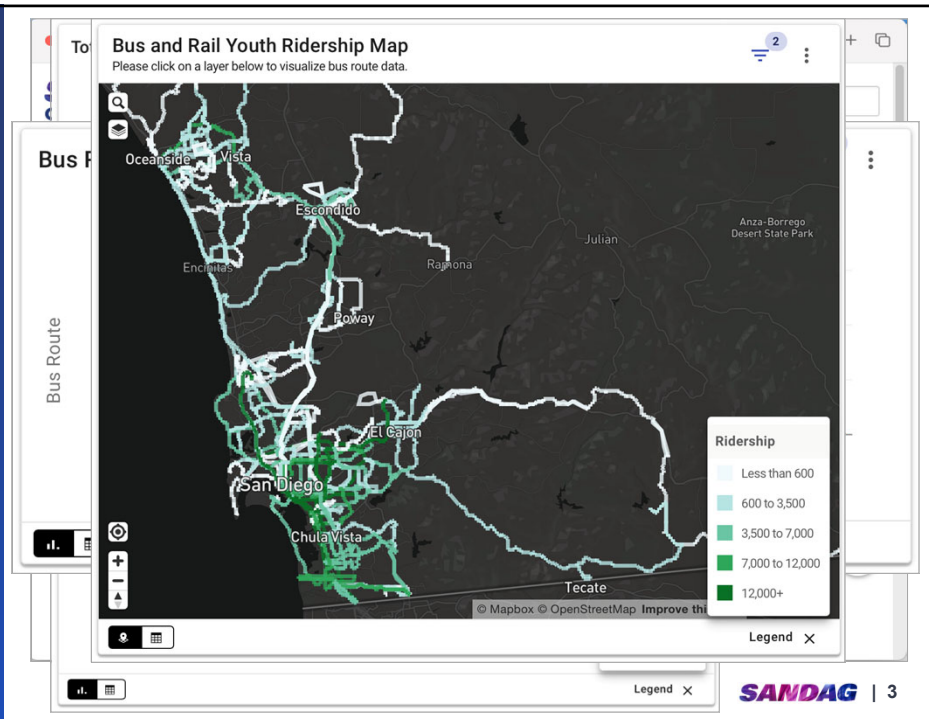 Tot
Bus and Rail Youth Ridership Map
Please click on a layer below to visualize bus route data.
2
Bus R
Bus Route
Oceanside
Vista
Escondido
Encinitas
Ramona
Julian
Anza-Borrego
Desert State Park
Poway
El Cajon
San Diego
Chula Vista
Tecate
Ridership
Less than 600
600 to 3,500
3,500 to 7,000
7,000 to 12,000
12,000+
© Mapbox © OpenStreetMap Improve thi
Legend
Legend
SANDAG | 3